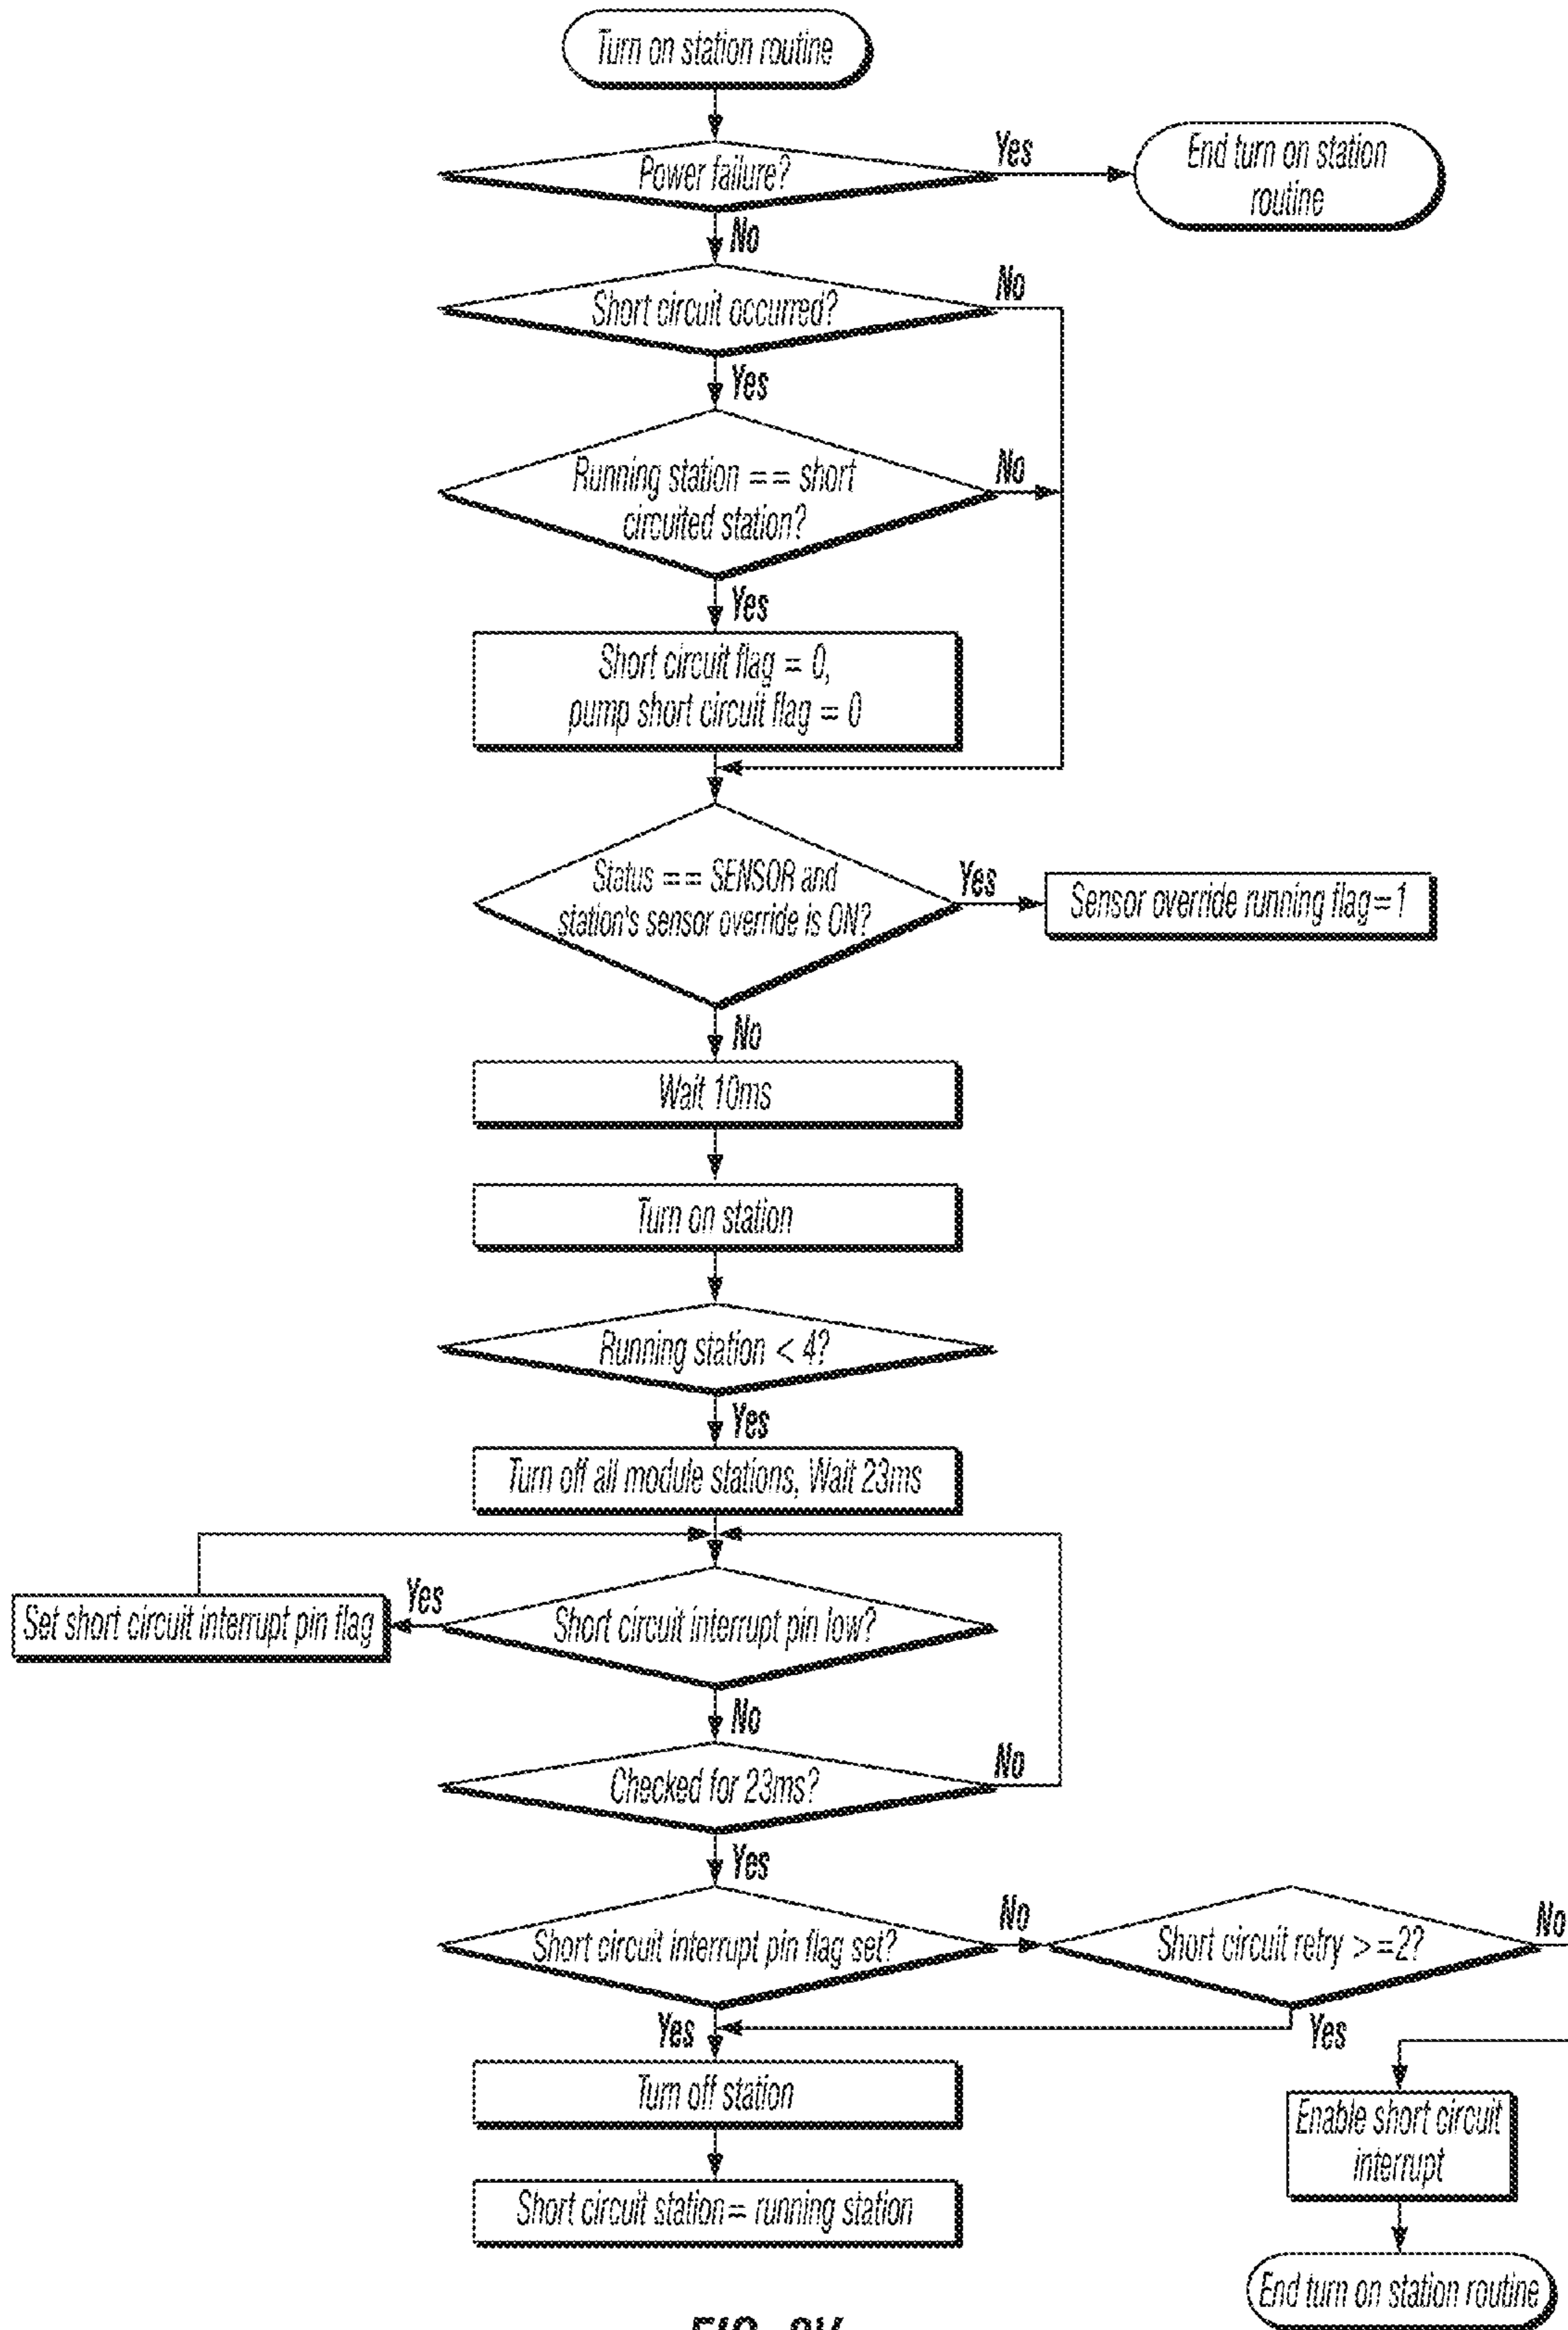 Turn on station routine
Power failure?
Yes
End turn on station
routine
No
Short circuit occurred?
No
Yes
Running station == short
circuited station?
No
Yes
Short circuit flag = 0,
pump short circuit flag = 0
Status == SENSOR and
station's sensor override is ON?
Yes
Sensor override running flag=1
No
Wait 10ms
Turn on station
Running station < 4?
Yes
Turn off all module stations, Wait 23ms
Short circuit interrupt pin low?
Yes
Set short circuit interrupt pin flag
No
Checked for 23ms?
No
Yes
Short circuit interrupt pin flag set?
No
Short circuit retry >=2?
No
Yes
Yes
Turn off station
Enable short circuit
interrupt
Short circuit station= running station
End turn on station routine